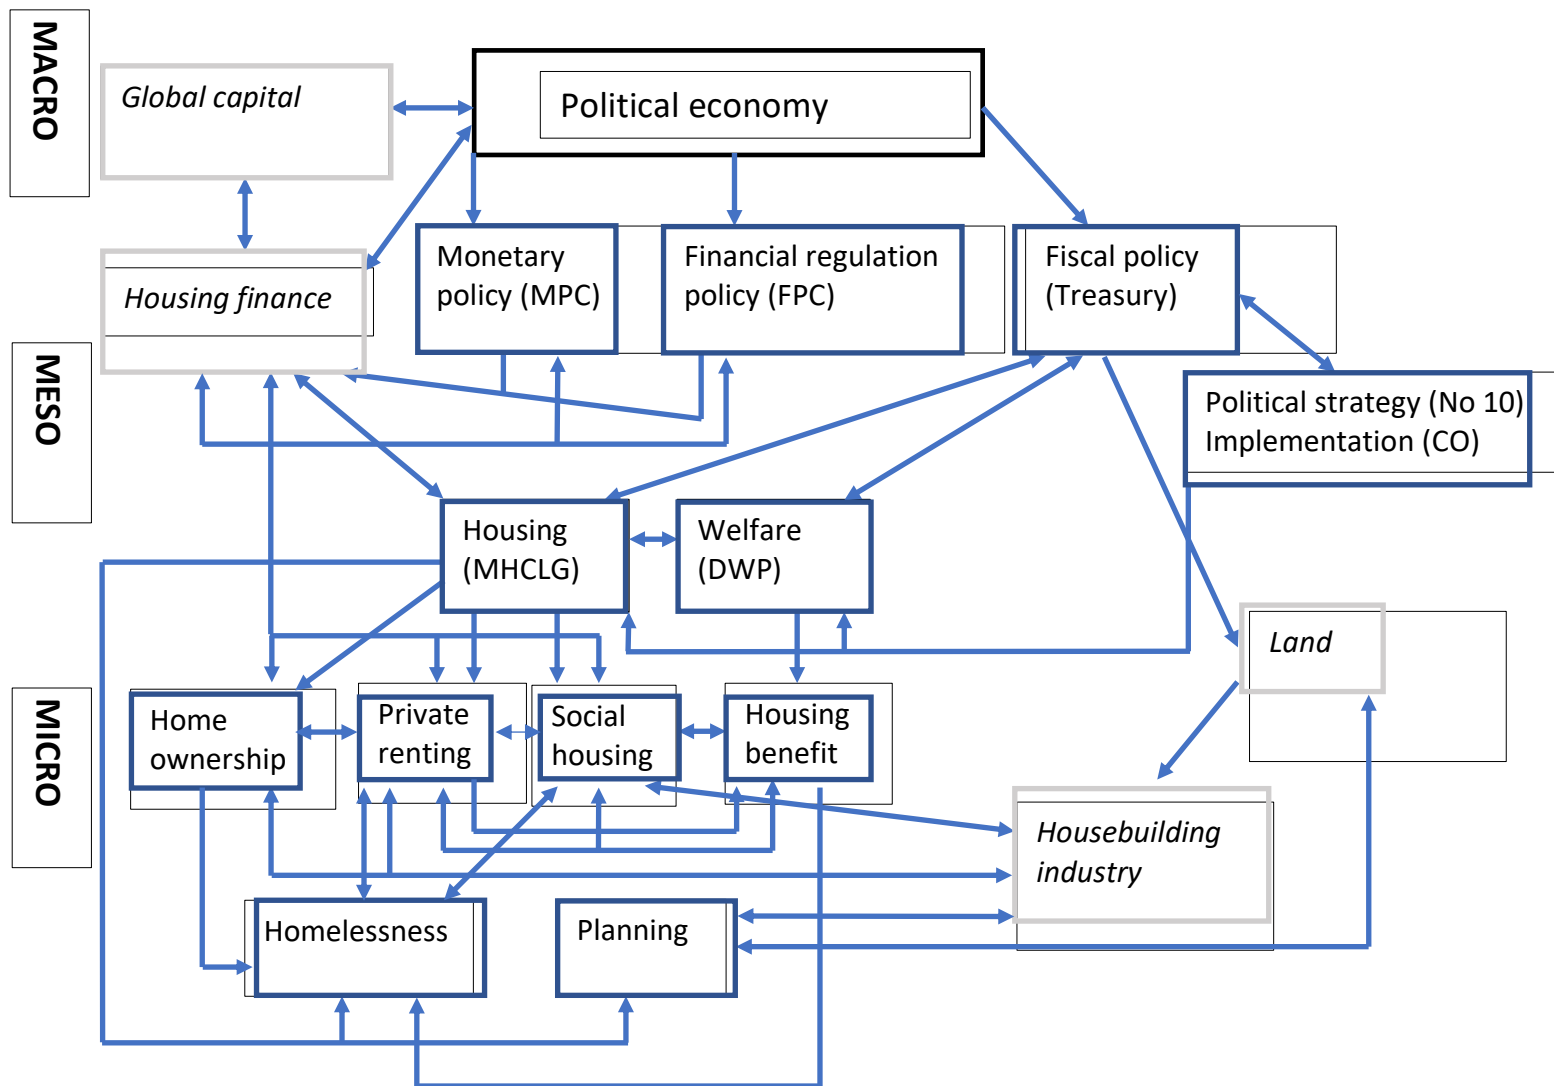 MACRO
Global capital
Political economy
Monetary
policy (MPC)
Financial regulation
policy (FPC)
Fiscal policy
(Treasury)
Housing finance
MESO
Political strategy (No 10)
Implementation (CO)
Housing
(MHCLG)
Welfare
(DWP)
Land
MICRO
Home
ownership
Private
renting
Social
housing
Housing
benefit
Housebuilding
industry
Homelessness
Planning